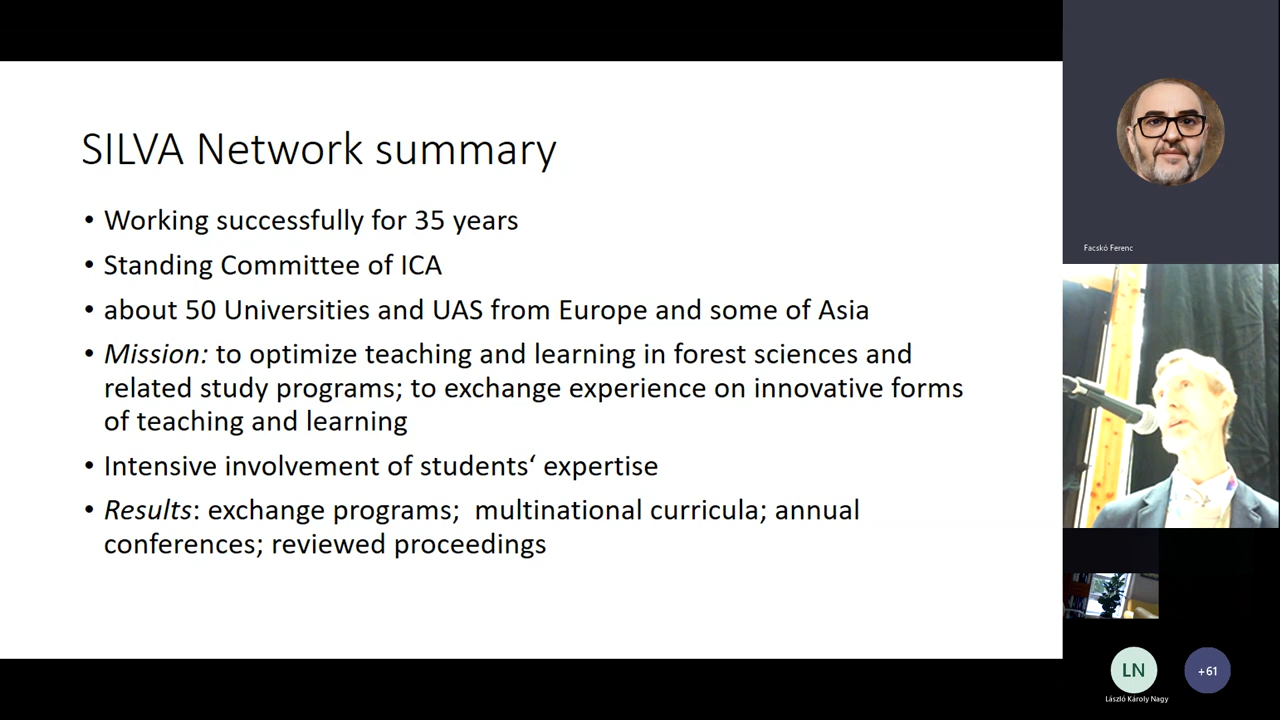 SILVA Network summary
• Working successfully for 35 years
• Standing Committee of ICA
• about 50 Universities and UAS from Europe and some of Asia
• Mission: to optimize teaching and learning in forest sciences and
related study programs; to exchange experience on innovative forms
of teaching and learning
• Intensive involvement of students‘ expertise
• Results: exchange programs;  multinational curricula; annual
conferences; reviewed proceedings
Facskó Ferenc
LN
+61
László Károly Nagy